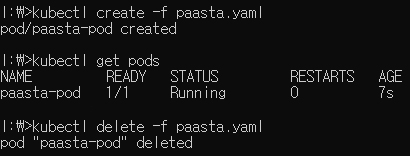 I:₩>kubectl create -f paasta.yaml
pod/paasta-pod created
I:₩>kubectl get pods
NAME READY STATUS RESTARTS AGE
paasta-pod 1/1 Running 0 7s
I:₩>kubectl delete -f paasta.yaml
pod "paasta-pod" deleted